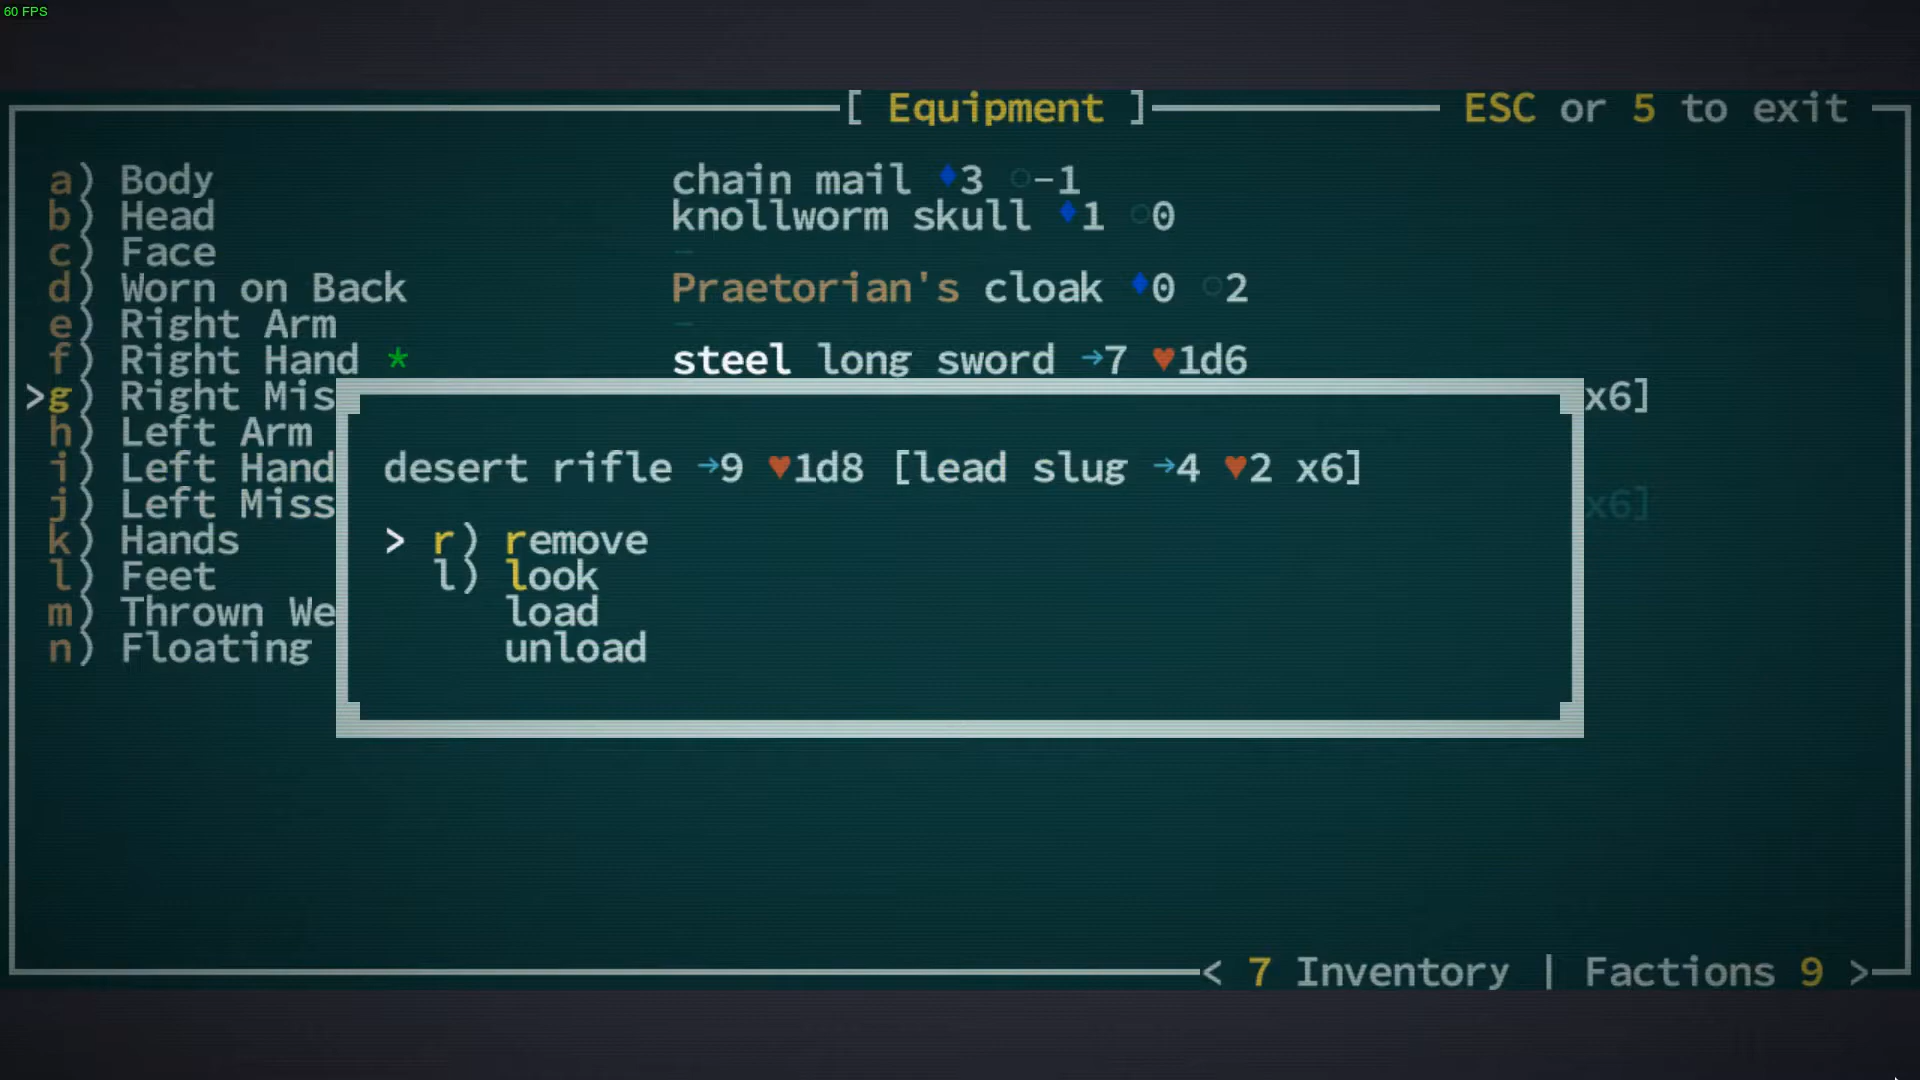 60 FPS
[ Equipment ] ESC or 5 to exit
a) Body chain mail ♦3 ○-1
b) Head knollworm skull ♦1 ○0
c) Face -
d) Worn on Back Praetorian's cloak ♦0 ○2
e) Right Arm -
f) Right Hand * steel long sword →7 ♥1d6
>g) Right Mis x6]
h) Left Arm
i) Left Hand
j) Left Miss x6]
k) Hands
l) Feet
m) Thrown We
n) Floating
desert rifle →9 ♥1d8 [lead slug →4 ♥2 x6]
> r) remove
l) look
load
unload
< 7 Inventory | Factions 9 >